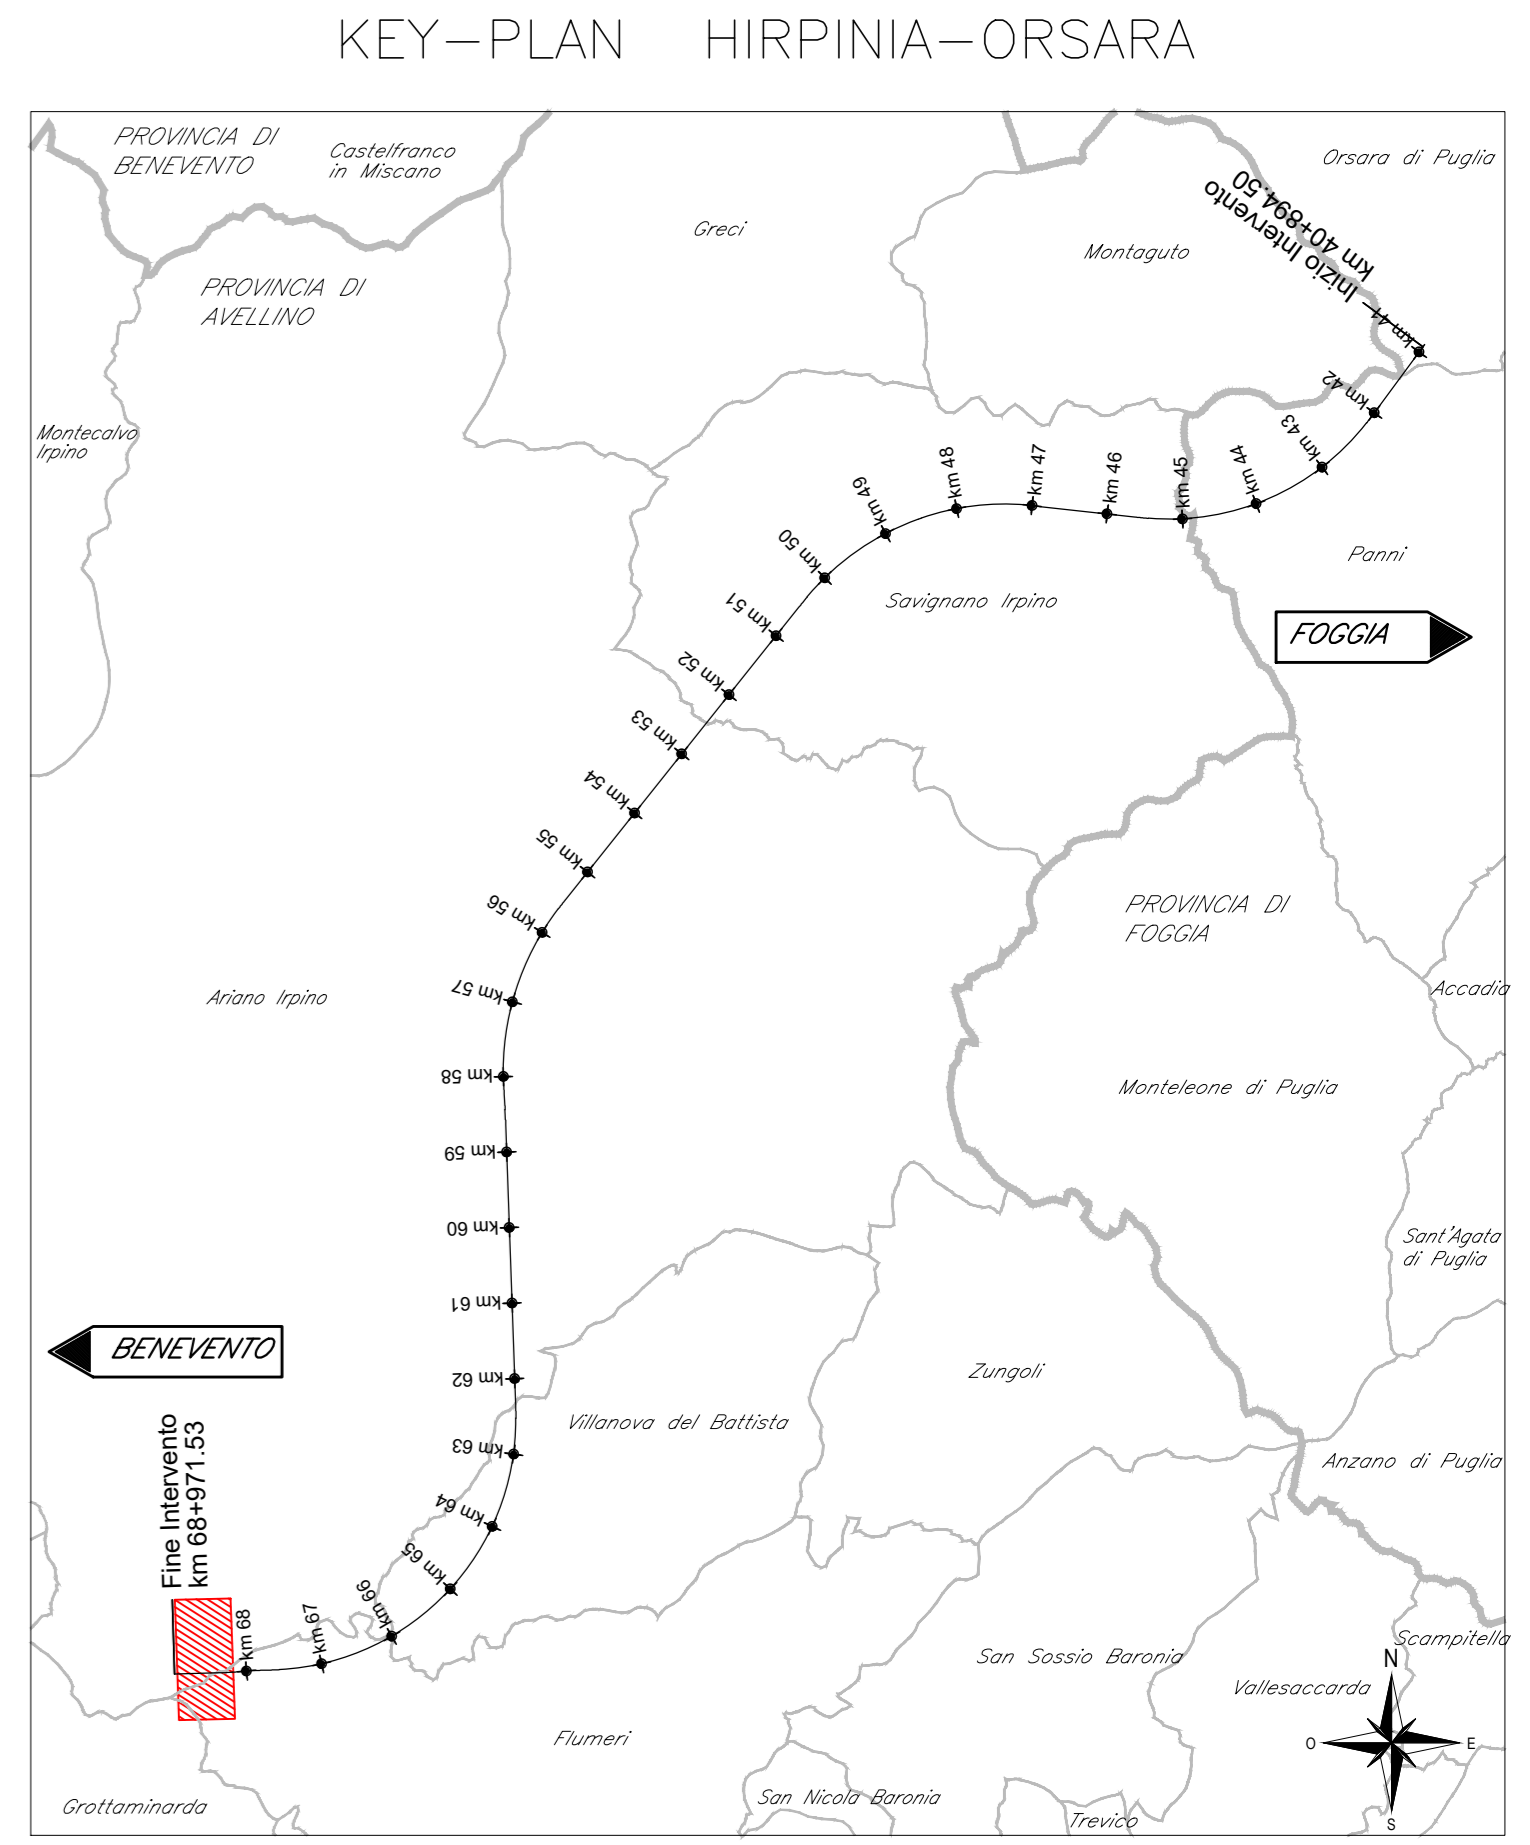 KEY-PLAN HIRPINIA-ORSARA
PROVINCIA DI
BENEVENTO
Castelfranco
in Miscano
Orsara di Puglia
Greci
Montaguto
Inizio Intervento
km 40+894.50
PROVINCIA DI
AVELLINO
km 41
km 42
Montecalvo
Irpino
km 43
km 44
km 45
km 46
km 47
km 48
km 49
km 50
Panni
Savignano Irpino
km 51
FOGGIA
km 52
km 53
km 54
km 55
km 56
PROVINCIA DI
FOGGIA
Ariano Irpino
km 57
Accadia
km 58
Monteleone di Puglia
km 59
km 60
Sant'Agata
di Puglia
km 61
BENEVENTO
km 62
Zungoli
Villanova del Battista
km 63
Anzano di Puglia
Fine Intervento
km 68+971.53
km 64
km 65
km 66
km 67
km 68
Scampitella
San Sossio Baronia
Vallesaccarda
N
O
E
S
Flumeri
San Nicola Baronia
Grottaminarda
Trevico